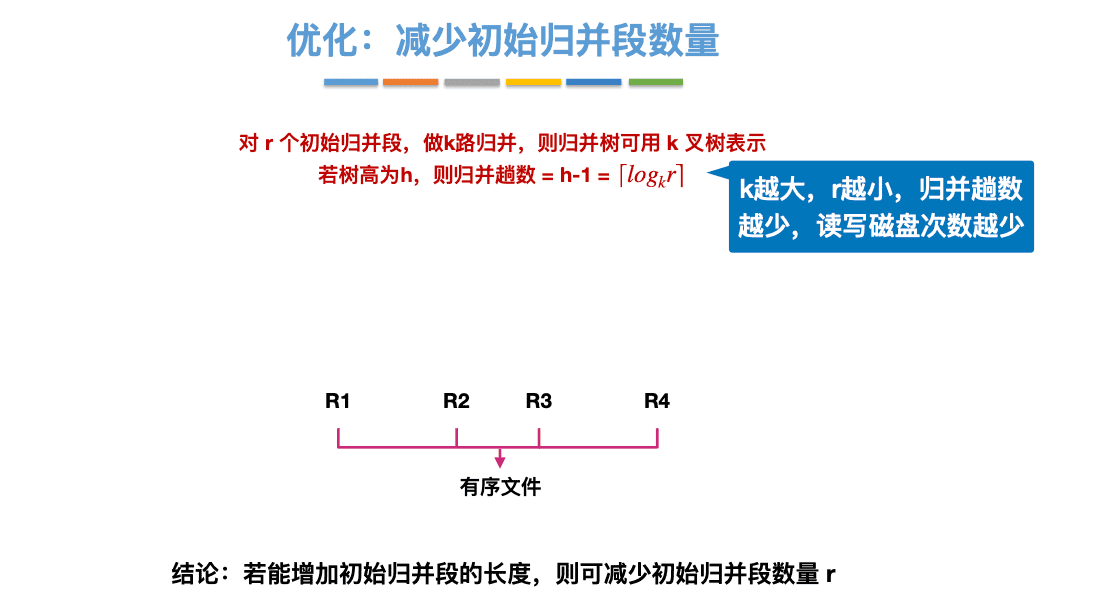 优化：减少初始归并段数量
对 r 个初始归并段，做k路归并，则归并树可用 k 叉树表示
若树高为h，则归并趟数 = h-1 = ⌈logₖr⌉
k越大，r越小，归并趟数
越少，读写磁盘次数越少
R1 R2 R3 R4
有序文件
结论：若能增加初始归并段的长度，则可减少初始归并段数量 r